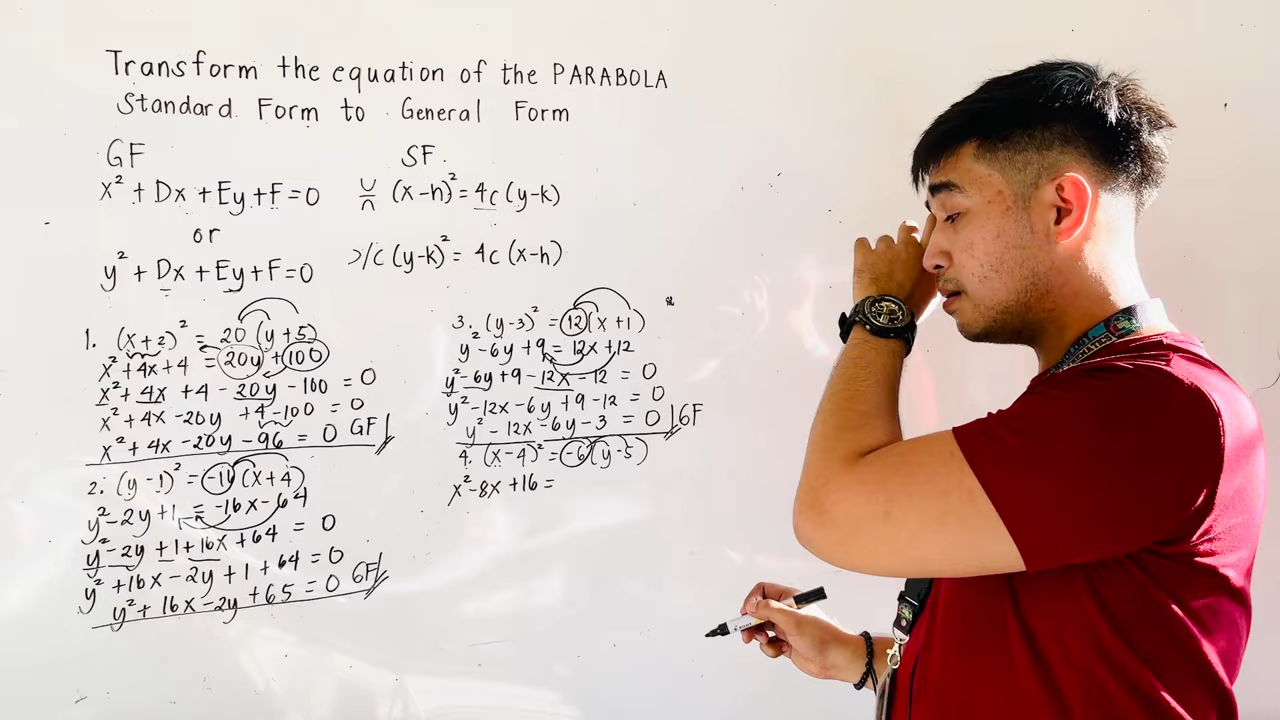 Transform the equation of the PARABOLA
Standard Form to General Form
GF
x² + Dx + Ey + F = 0
or
y² + Dx + Ey + F = 0
SF.
(x-h)² = 4c (y-k)
(y-k)² = 4c (x-h)
1. (x+2)² = 20 (y+5)
x² + 4x + 4 = 20y + 100
x² + 4x + 4 - 20y - 100 = 0
x² + 4x - 20y + 4 - 100 = 0
x² + 4x - 20y - 96 = 0 GF
2. (y-1)² = -16 (x+4)
y² - 2y + 1 = -16x - 64
y² - 2y + 1 + 16x + 64 = 0
y² + 16x - 2y + 1 + 64 = 0
y² + 16x - 2y + 65 = 0 GF
3. (y-3)² = 12 (x+1)
y² - 6y + 9 = 12x + 12
y² - 6y + 9 - 12x - 12 = 0
y² - 12x - 6y + 9 - 12 = 0
y² - 12x - 6y - 3 = 0 GF
4. (x-4)² = -6 (y-5)
x² - 8x + 16 =